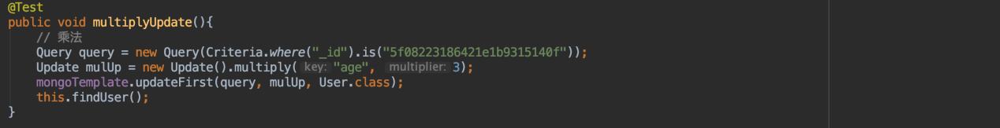 @Test
public void multiplyUpdate(){
// 乘法
Query query = new Query(Criteria.where("_id").is("5f08223186421e1b9315140f"));
Update mulUp = new Update().multiply( key: "age", multiplier: 3);
mongoTemplate.updateFirst(query, mulUp, User.class);
this.findUser();
}